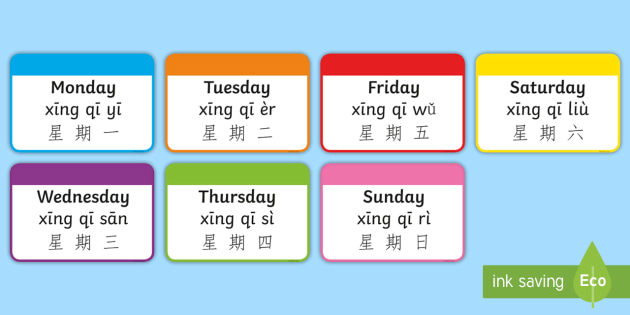 Monday
xīng qī yī
星 期 一
Tuesday
xīng qī èr
星 期 二
Friday
xīng qī wǔ
星 期 五
Saturday
xīng qī liù
星 期 六
Wednesday
xīng qī sān
星 期 三
Thursday
xīng qī sì
星 期 四
Sunday
xīng qī rì
星 期 日
ink saving Eco